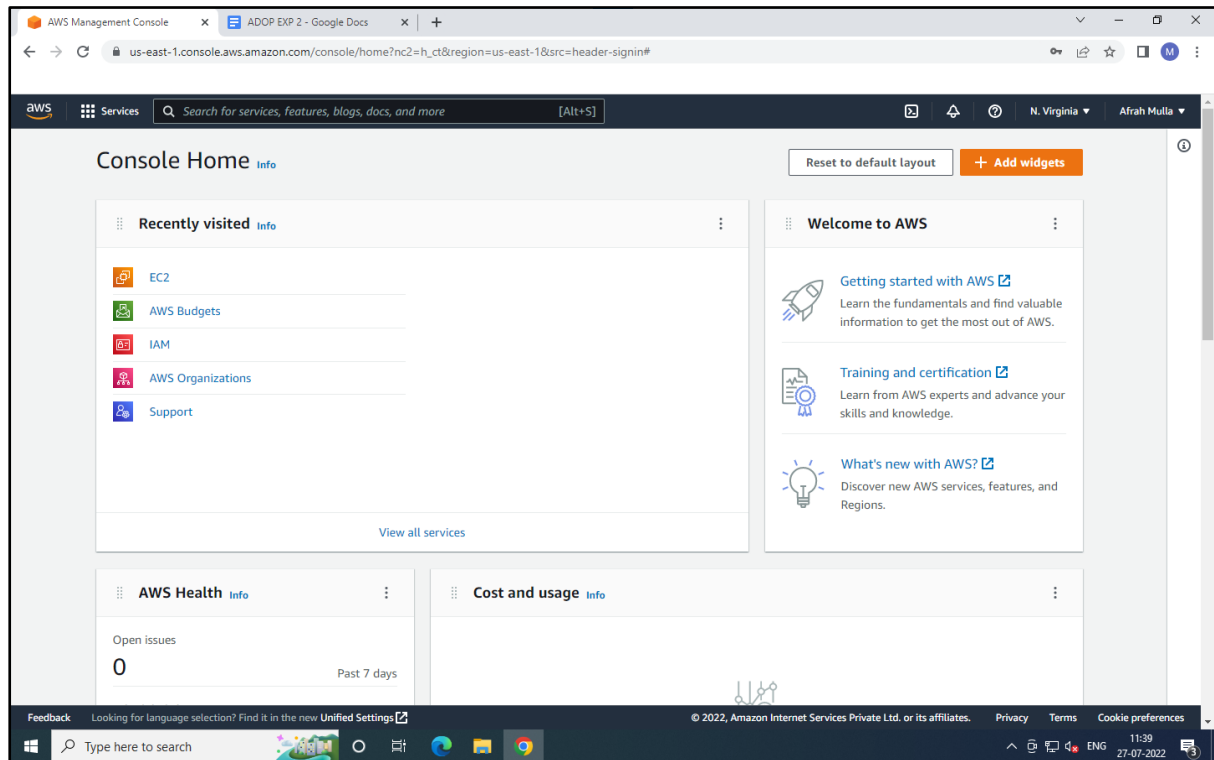 AWS Management Console
ADOP EXP 2 - Google Docs
us-east-1.console.aws.amazon.com/console/home?nc2=h_ct&region=us-east-1&src=header-signin#
M
aws Services Search for services, features, blogs, docs, and more [Alt+S] N. Virginia Afrah Mulla
Console Home Info
Reset to default layout
+ Add widgets
Recently visited Info
EC2
AWS Budgets
IAM
AWS Organizations
Support
View all services
Welcome to AWS
Getting started with AWS
Learn the fundamentals and find valuable
information to get the most out of AWS.
Training and certification
Learn from AWS experts and advance your
skills and knowledge.
What's new with AWS?
Discover new AWS services, features, and
Regions.
AWS Health Info
Open issues
0
Past 7 days
Cost and usage Info
Feedback Looking for language selection? Find it in the new Unified Settings © 2022, Amazon Internet Services Private Ltd. or its affiliates. Privacy Terms Cookie preferences
Type here to search
ENG
11:39
27-07-2022
3